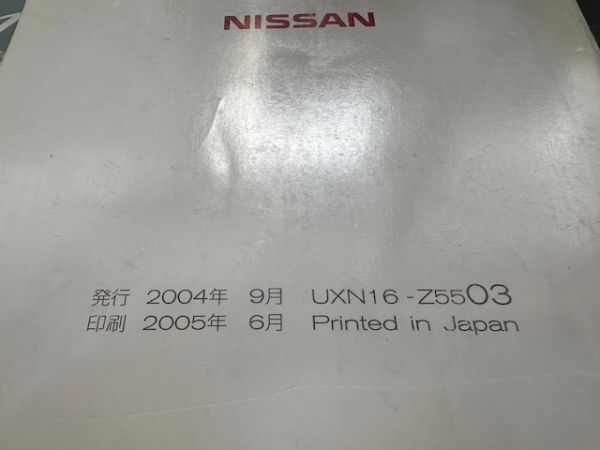 NISSAN
発行 2004年 9月 UXN16-Z5503
印刷 2005年 6月 Printed in Japan